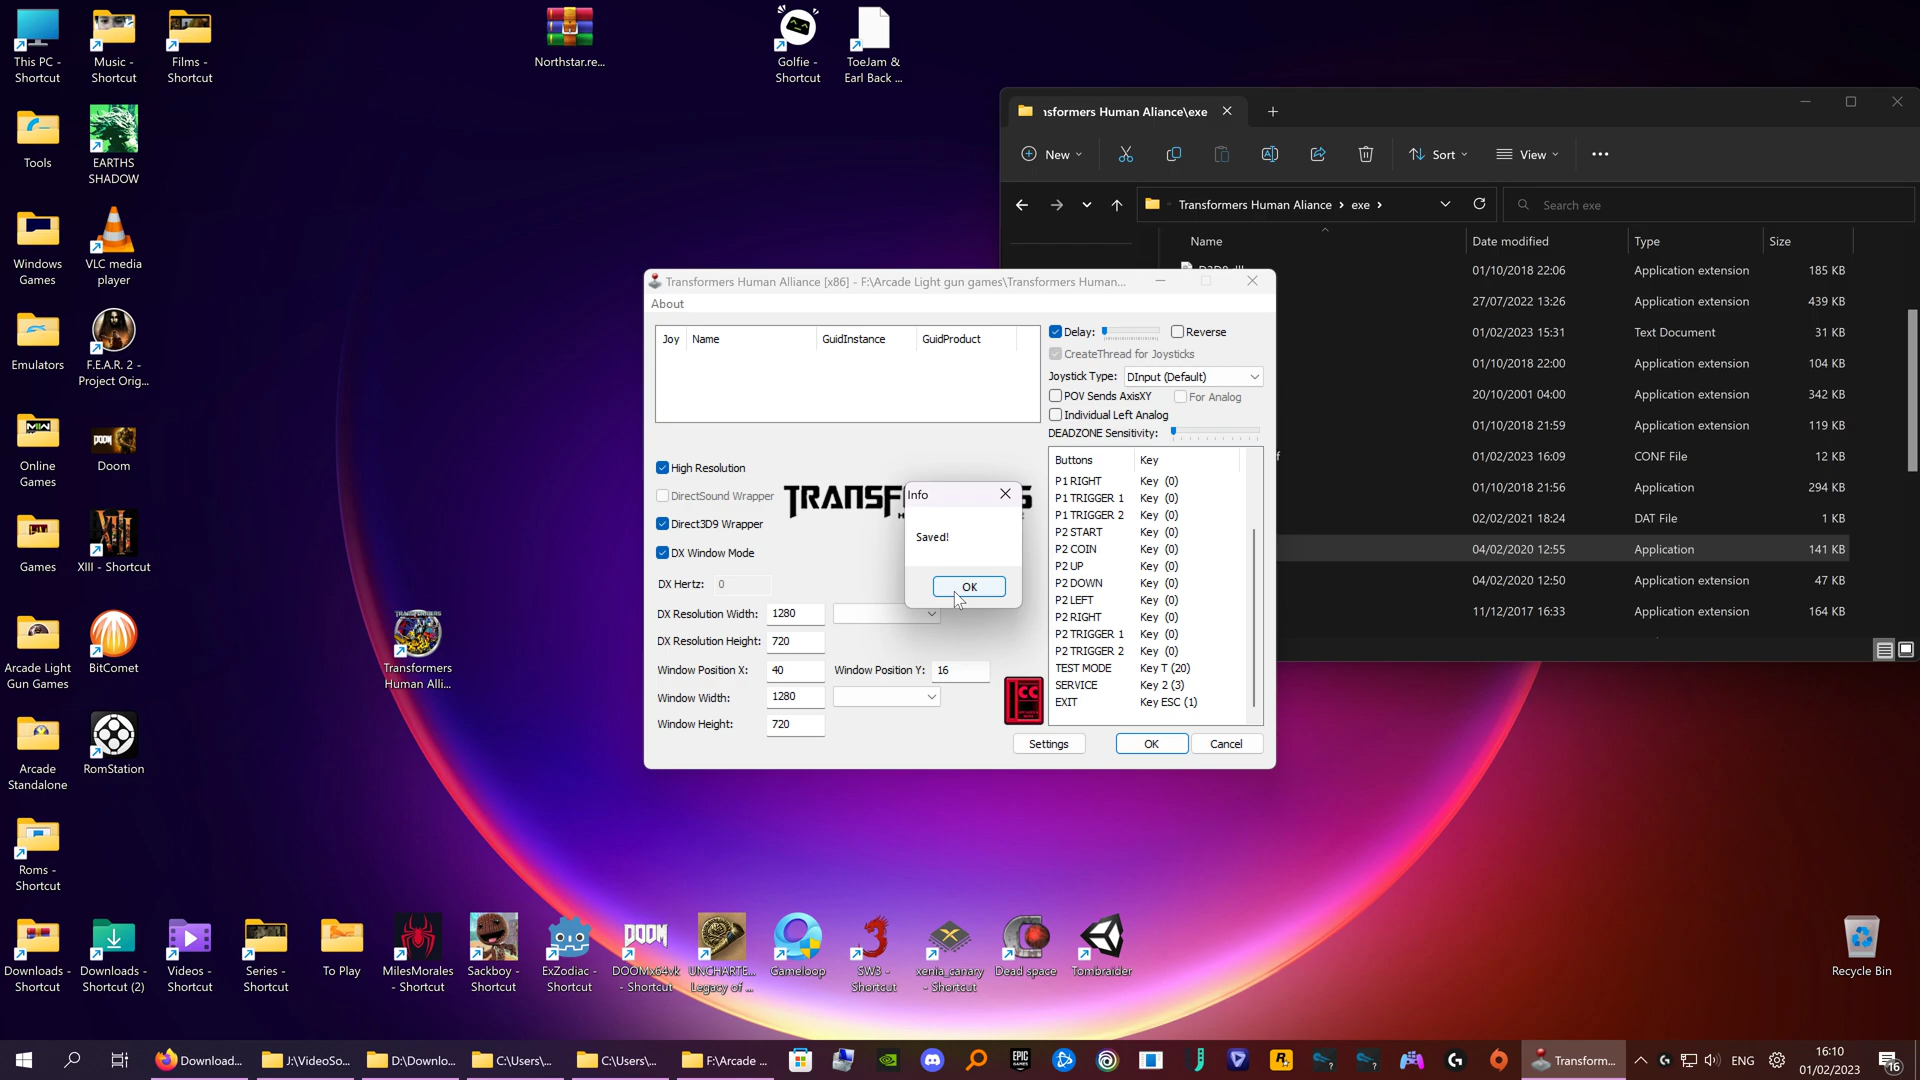 This PC -
Shortcut
Music -
Shortcut
Films -
Shortcut
Northstar.re...
Golfie -
Shortcut
ToeJam &
Earl Back ...
Tools
EARTHS
SHADOW
Windows
Games
VLC media
player
Emulators
F.E.A.R. 2 -
Project Orig...
Online
Games
Doom
Games
XIII - Shortcut
Arcade Light
Gun Games
BitComet
Transformers
Human Alli...
Arcade
Standalone
RomStation
Roms -
Shortcut
Downloads -
Shortcut
Downloads -
Shortcut (2)
Videos -
Shortcut
Series -
Shortcut
To Play
MilesMorales
- Shortcut
Sackboy -
Shortcut
ExZodiac -
Shortcut
DOOMx64vk
- Shortcut
UNCHARTE...
Legacy of ...
Gameloop
SW3 -
Shortcut
xenia_canary
- Shortcut
Dead space
Tombraider
Recycle Bin
nsformers Human Aliance\exe
New
Sort
View
Transformers Human Aliance > exe >
Search exe
Name
Date modified
Type
Size
01/10/2018 22:06 Application extension 185 KB
27/07/2022 13:26 Application extension 439 KB
01/02/2023 15:31 Text Document 31 KB
01/10/2018 22:00 Application extension 104 KB
20/10/2001 04:00 Application extension 342 KB
01/10/2018 21:59 Application extension 119 KB
f 01/02/2023 16:09 CONF File 12 KB
01/10/2018 21:56 Application 294 KB
02/02/2021 18:24 DAT File 1 KB
04/02/2020 12:55 Application 141 KB
04/02/2020 12:50 Application extension 47 KB
11/12/2017 16:33 Application extension 164 KB
Transformers Human Alliance [x86] - F:\Arcade Light gun games\Transformers Human...
About
Joy Name GuidInstance GuidProduct
Delay: Reverse
CreateThread for Joysticks
Joystick Type: DInput (Default)
POV Sends AxisXY For Analog
Individual Left Analog
DEADZONE Sensitivity:
High Resolution
DirectSound Wrapper
Direct3D9 Wrapper
DX Window Mode
DX Hertz: 0
DX Resolution Width: 1280
DX Resolution Height: 720
Window Position X: 40 Window Position Y: 16
Window Width: 1280
Window Height: 720
TRANSF
Info
Saved!
OK
Buttons Key
P1 RIGHT Key (0)
P1 TRIGGER 1 Key (0)
P1 TRIGGER 2 Key (0)
P2 START Key (0)
P2 COIN Key (0)
P2 UP Key (0)
P2 DOWN Key (0)
P2 LEFT Key (0)
P2 RIGHT Key (0)
P2 TRIGGER 1 Key (0)
P2 TRIGGER 2 Key (0)
TEST MODE Key T (20)
SERVICE Key 2 (3)
EXIT Key ESC (1)
Settings
OK
Cancel
Download...
J:\VideoSo...
D:\Downlo...
C:\Users\...
C:\Users\...
F:\Arcade ...
Transform...
ENG
16:10
01/02/2023
16